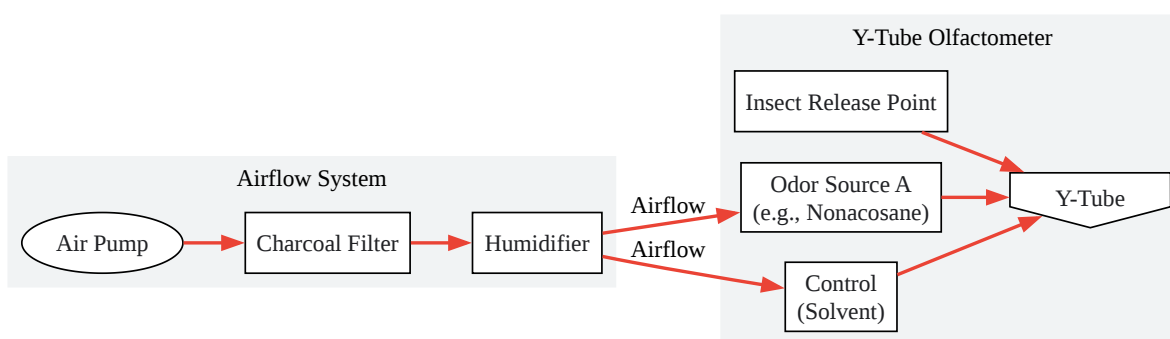 Y-Tube Olfactometer
Insect Release Point
Airflow System
Air Pump
Charcoal Filter
Humidifier
Airflow
Airflow
Odor Source A
(e.g., Nonacosane)
Control
(Solvent)
Y-Tube